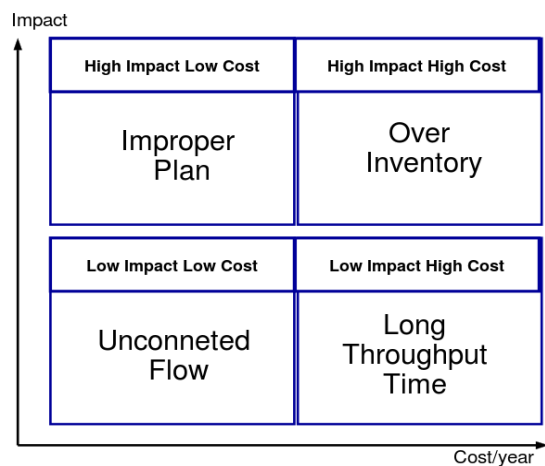 Impact
High Impact Low Cost
High Impact High Cost
Improper
Plan
Over
Inventory
Low Impact Low Cost
Low Impact High Cost
Unconneted
Flow
Long
Throughput
Time
Cost/year